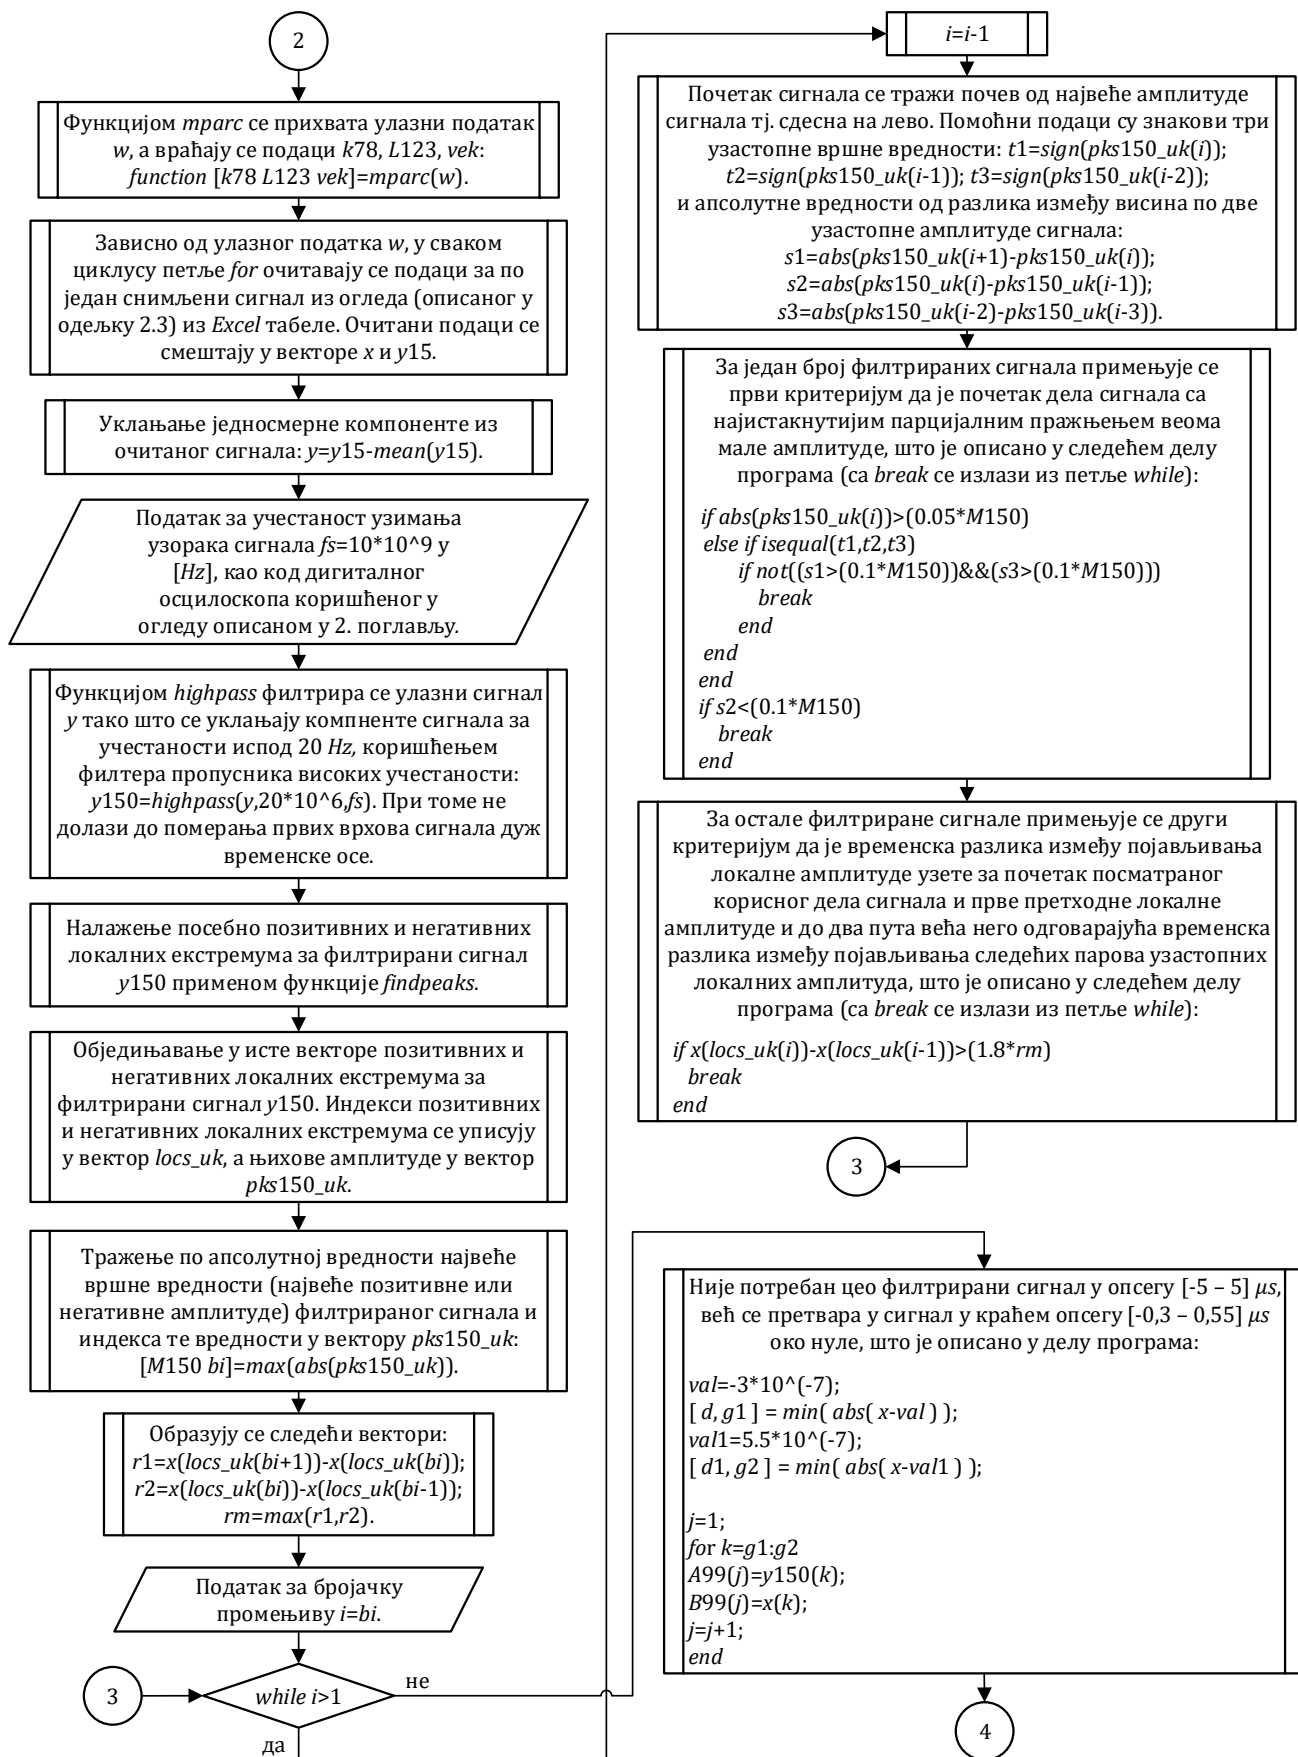 2
Функцијом mparc се прихвата улазни податак
w, а враћају се подаци k78, L123, vek:
function [k78 L123 vek]=mparc(w).
Зависно од улазног податка w, у сваком
циклусу петље for очитавају се подаци за по
један снимљени сигнал из огледа (описаног у
одељку 2.3) из Excel табеле. Очитани подаци се
смештају у векторе x и y15.
Уклањање једносмерне компоненте из
очитаног сигнала: y=y15-mean(y15).
Податак за учестаност узимања
узорака сигнала fs=10*10^9 у
[Hz], као код дигиталног
осцилоскопа коришћеног у
огледу описаном у 2. поглављу.
Функцијом highpass филтрира се улазни сигнал
y тако што се уклањају компненте сигнала за
учестаности испод 20 Hz, коришћењем
филтера пропусника високих учестаности:
y150=highpass(y,20*10^6,fs). При томе не
долази до померања првих врхова сигнала дуж
временске осе.
Налажење посебно позитивних и негативних
локалних екстремума за филтрирани сигнал
y150 применом функције findpeaks.
Обједињавање у исте векторе позитивних и
негативних локалних екстремума за
филтрирани сигнал y150. Индекси позитивних
и негативних локалних екстремума се уписују
у вектор locs_uk, а њихове амплитуде у вектор
pks150_uk.
Тражење по апсолутној вредности највеће
вршне вредности (највеће позитивне или
негативне амплитуде) филтрираног сигнала и
индекса те вредности у вектору pks150_uk:
[M150 bi]=max(abs(pks150_uk)).
Образују се следећи вектори:
r1=x(locs_uk(bi+1))-x(locs_uk(bi));
r2=x(locs_uk(bi))-x(locs_uk(bi-1));
rm=max(r1,r2).
Податак за бројачку
промењиву i=bi.
3
while i>1
не
да
i=i-1
Почетак сигнала се тражи почев од највеће амплитуде
сигнала тј. сдесна на лево. Помоћни подаци су знакови три
узастопне вршне вредности: t1=sign(pks150_uk(i));
t2=sign(pks150_uk(i-1)); t3=sign(pks150_uk(i-2));
и апсолутне вредности од разлика између висина по две
узастопне амплитуде сигнала:
s1=abs(pks150_uk(i+1)-pks150_uk(i));
s2=abs(pks150_uk(i)-pks150_uk(i-1));
s3=abs(pks150_uk(i-2)-pks150_uk(i-3)).
За један број филтрираних сигнала примењује се
први критеријум да је почетак дела сигнала са
најистакнутијим парцијалним пражњењем веома
мале амплитуде, што је описано у следећем делу
програма (са break се излази из петље while):
if abs(pks150_uk(i))>(0.05*M150)
else if isequal(t1,t2,t3)
if not((s1>(0.1*M150))&&(s3>(0.1*M150)))
break
end
end
end
if s2<(0.1*M150)
break
end
За остале филтриране сигнале примењује се други
критеријум да је временска разлика између појављивања
локалне амплитуде узете за почетак посматраног
корисног дела сигнала и прве претходне локалне
амплитуде и до два пута већа него одговарајућа временска
разлика између појављивања следећих парова узастопних
локалних амплитуда, што је описано у следећем делу
програма (са break се излази из петље while):
if x(locs_uk(i))-x(locs_uk(i-1))>(1.8*rm)
break
end
3
Није потребан цео филтрирани сигнал у опсегу [-5 – 5] μs,
већ се претвара у сигнал у краћем опсегу [-0,3 – 0,55] μs
око нуле, што је описано у делу програма:
val=-3*10^(-7);
[ d, g1 ] = min( abs( x-val ) );
val1=5.5*10^(-7);
[ d1, g2 ] = min( abs( x-val1 ) );
j=1;
for k=g1:g2
A99(j)=y150(k);
B99(j)=x(k);
j=j+1;
end
4